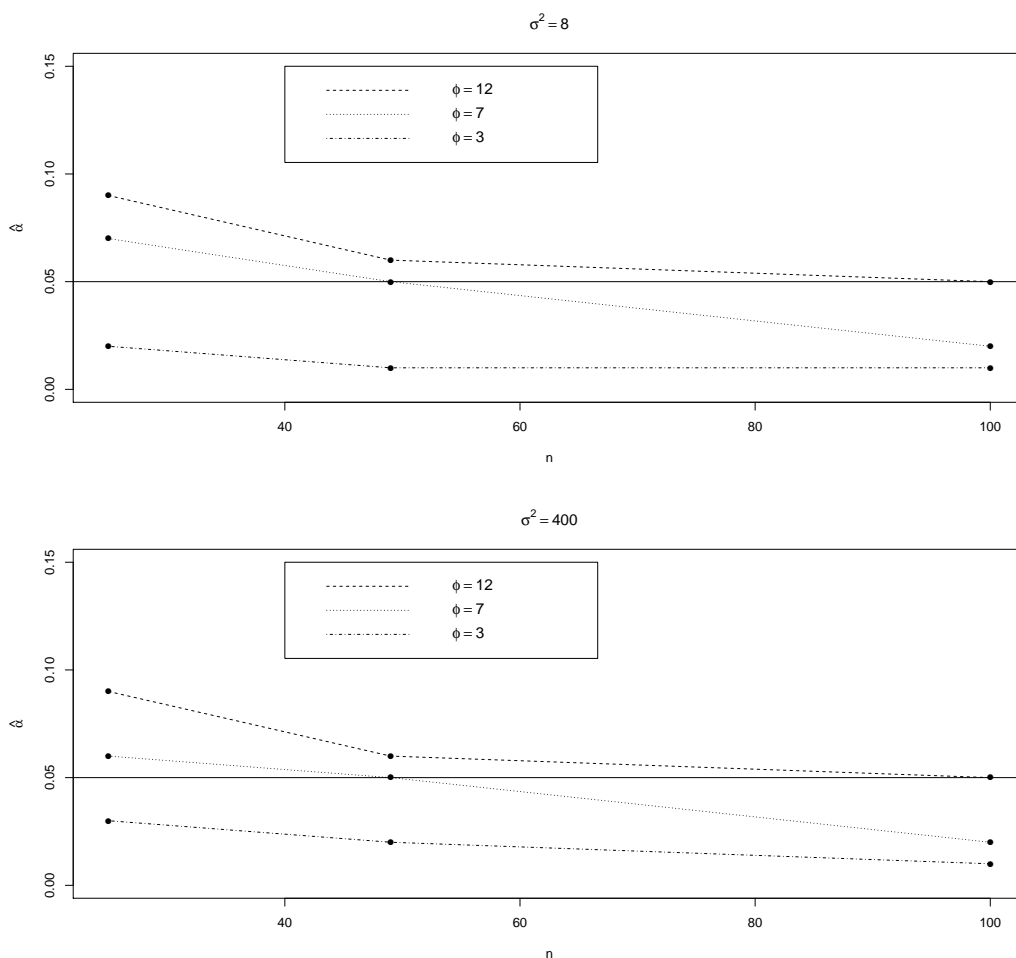 σ² = 8
0.15
0.10
0.05
0.00
α̂
ϕ = 12
ϕ = 7
ϕ = 3
40
60
80
100
n
σ² = 400
0.15
0.10
0.05
0.00
α̂
ϕ = 12
ϕ = 7
ϕ = 3
40
60
80
100
n